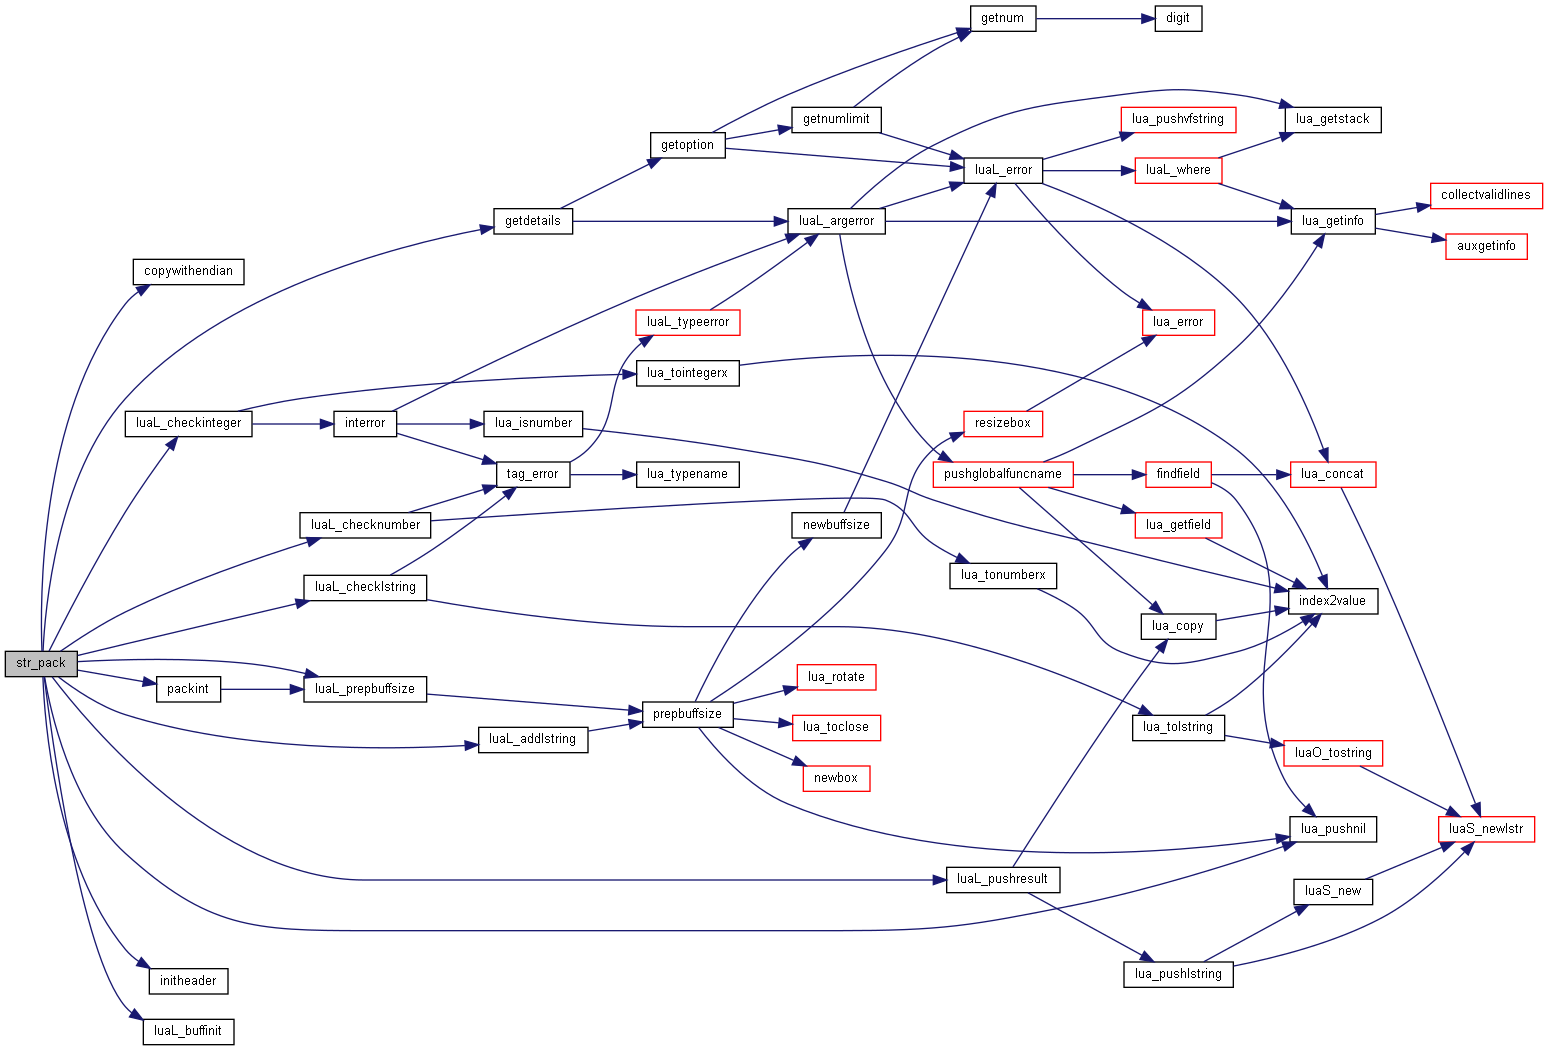 getnum
digit
getnumlimit
lua_pushvfstring
lua_getstack
getoption
luaL_error
luaL_where
collectvalidlines
getdetails
luaL_argerror
lua_getinfo
auxgetinfo
copywithendian
luaL_typeerror
lua_error
lua_tointegerx
luaL_checkinteger
interror
lua_isnumber
resizebox
tag_error
lua_typename
pushglobalfuncname
findfield
lua_concat
luaL_checknumber
newbuffsize
lua_getfield
lua_tonumberx
luaL_checklstring
index2value
lua_copy
str_pack
packint
luaL_prepbuffsize
lua_rotate
prepbuffsize
lua_toclose
lua_tolstring
luaL_addlstring
luaO_tostring
newbox
lua_pushnil
luaS_newlstr
luaL_pushresult
luaS_new
initheader
lua_pushlstring
luaL_buffinit